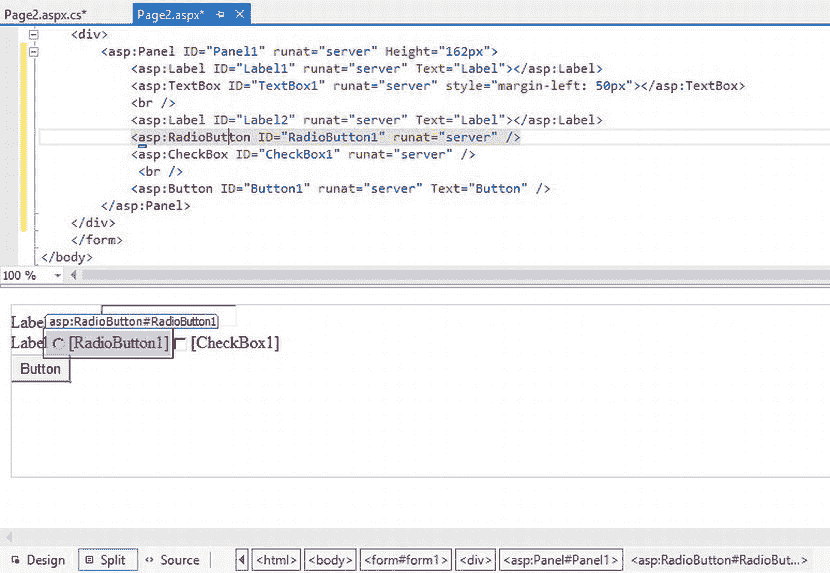 Page2.aspx.cs* Page2.aspx*
<div>
<asp:Panel ID="Panel1" runat="server" Height="162px">
<asp:Label ID="Label1" runat="server" Text="Label"></asp:Label>
<asp:TextBox ID="TextBox1" runat="server" style="margin-left: 50px"></asp:TextBox>
<br />
<asp:Label ID="Label2" runat="server" Text="Label"></asp:Label>
<asp:RadioButton ID="RadioButton1" runat="server" />
<asp:CheckBox ID="CheckBox1" runat="server" />
<br />
<asp:Button ID="Button1" runat="server" Text="Button" />
</asp:Panel>
</div>
</form>
</body>
100 %
Label asp:RadioButton#RadioButton1
Label [RadioButton1] [CheckBox1]
Button
Design Split Source <html> <body> <form#form1> <div> <asp:Panel#Panel1> <asp:RadioButton#RadioBut...>